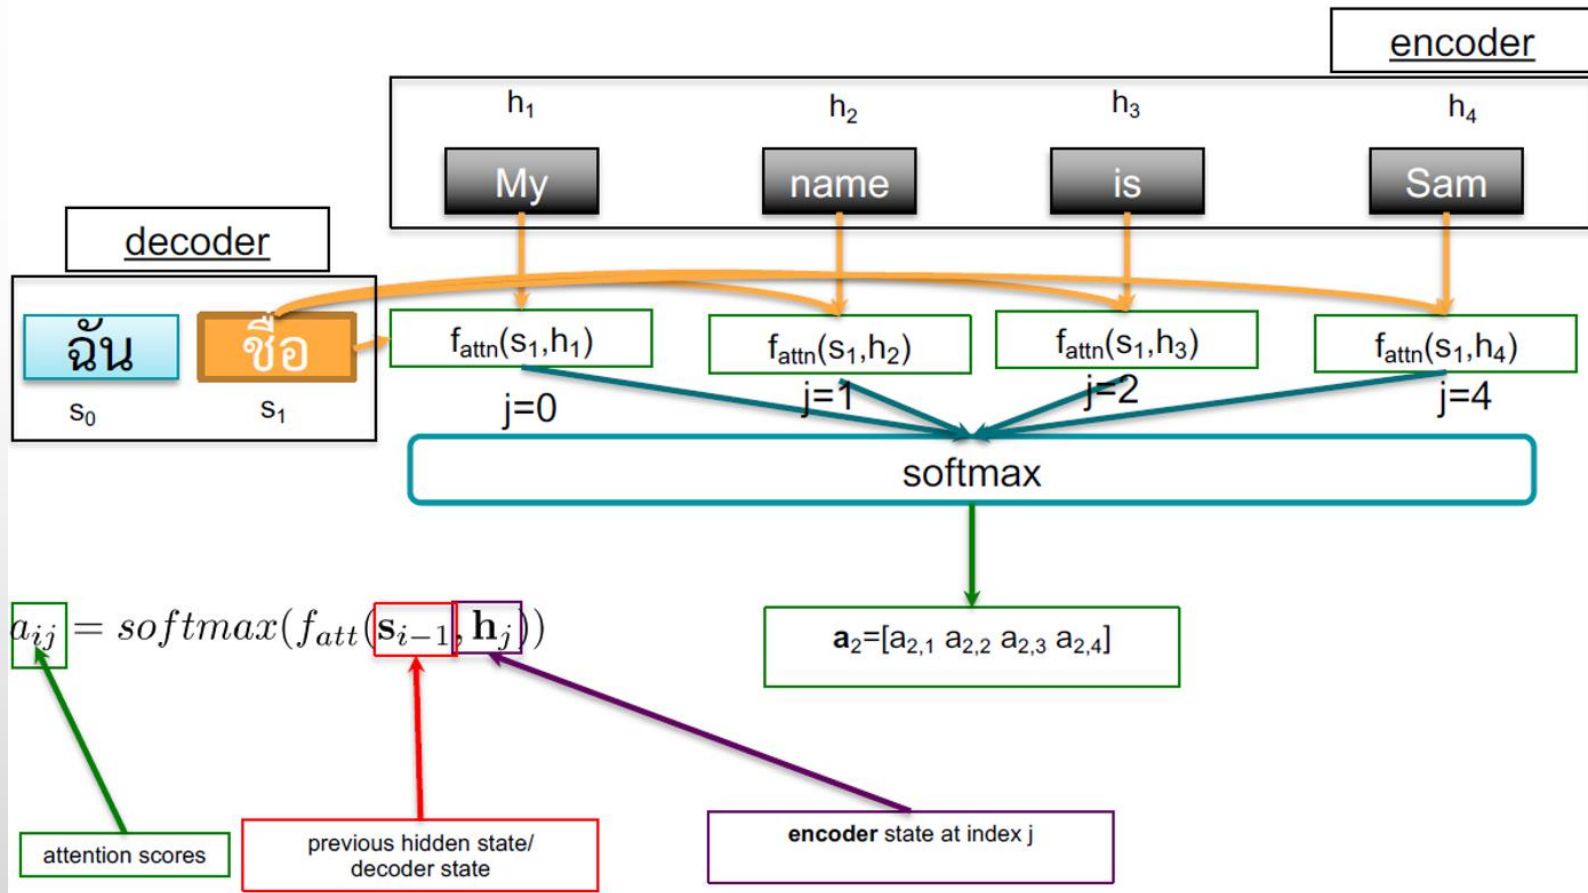 encoder
h₁ h₂ h₃ h₄
My name is Sam
decoder
ฉัน ชื่อ
s₀ s₁
fattn(s₁,h₁) fattn(s₁,h₂) fattn(s₁,h₃) fattn(s₁,h₄)
j=0 j=1 j=2 j=4
softmax
aij = softmax(fatt(si−1, hj))
a₂=[a₂,₁ a₂,₂ a₂,₃ a₂,₄]
attention scores
previous hidden state/
decoder state
encoder state at index j